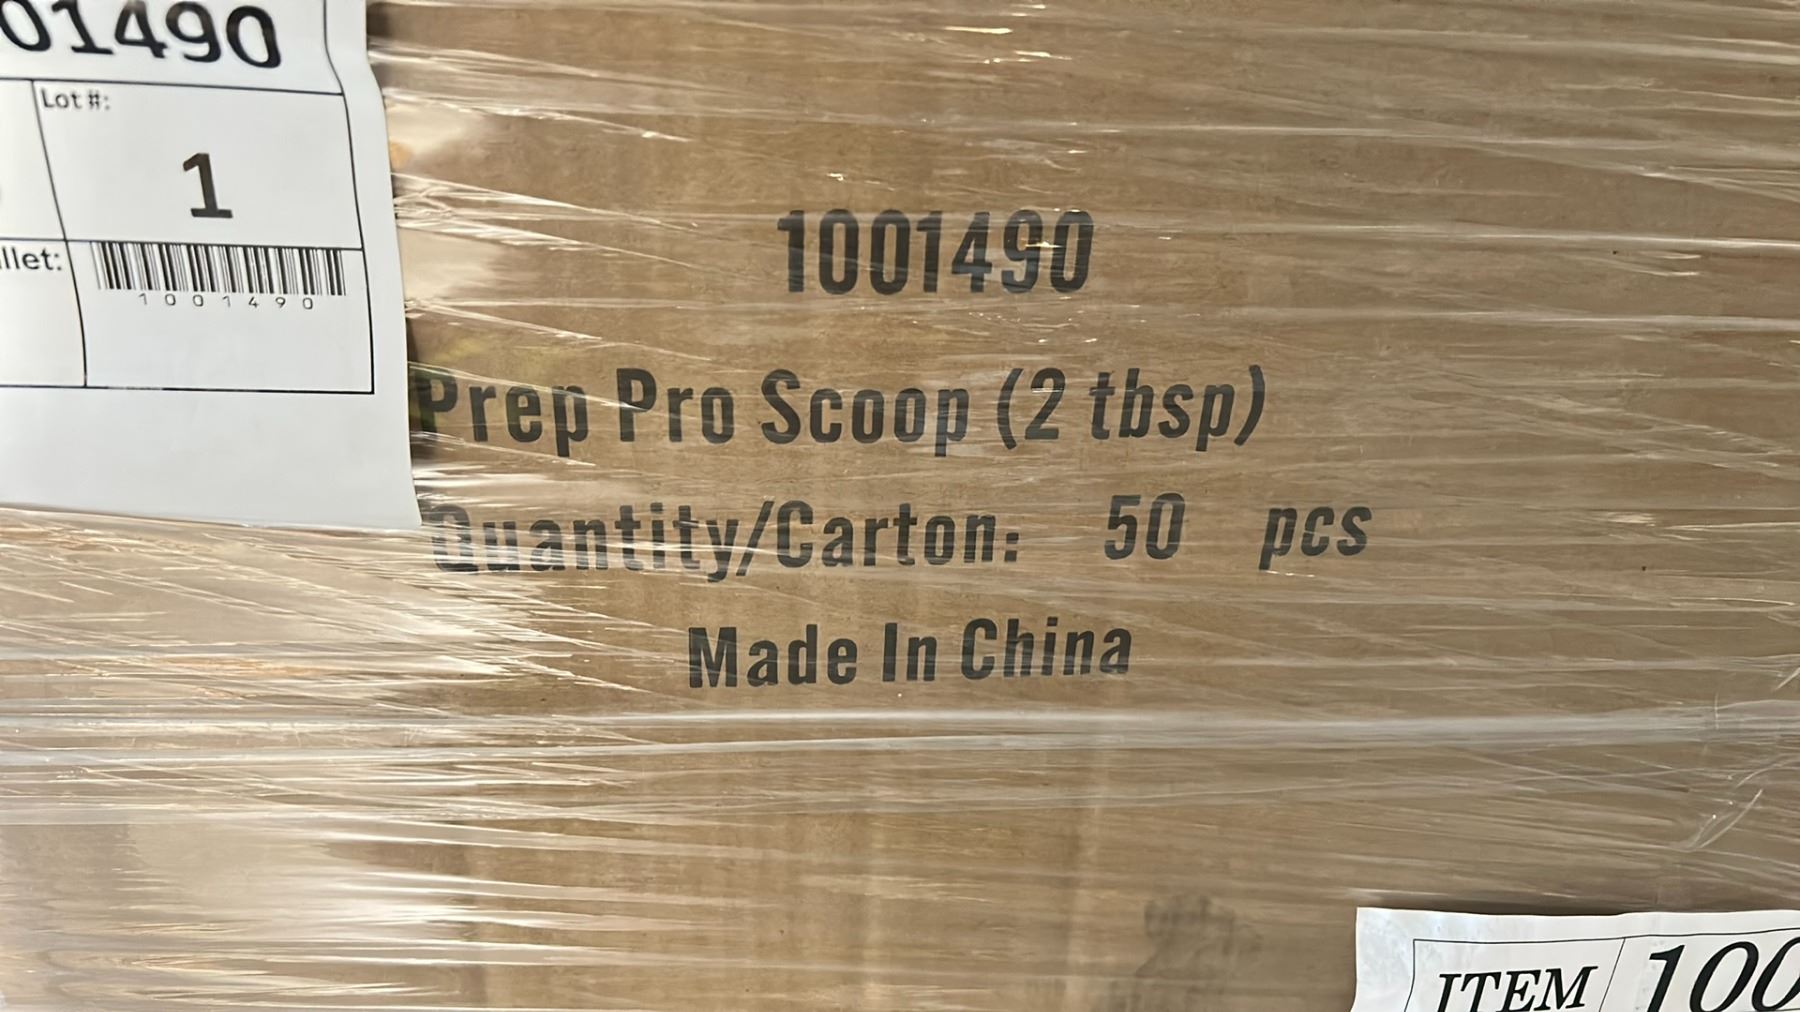 01490
Lot #:
1
llet:
1001490
1001490
Prep Pro Scoop (2 tbsp)
Quantity/Carton: 50 pcs
Made In China
ITEM 100